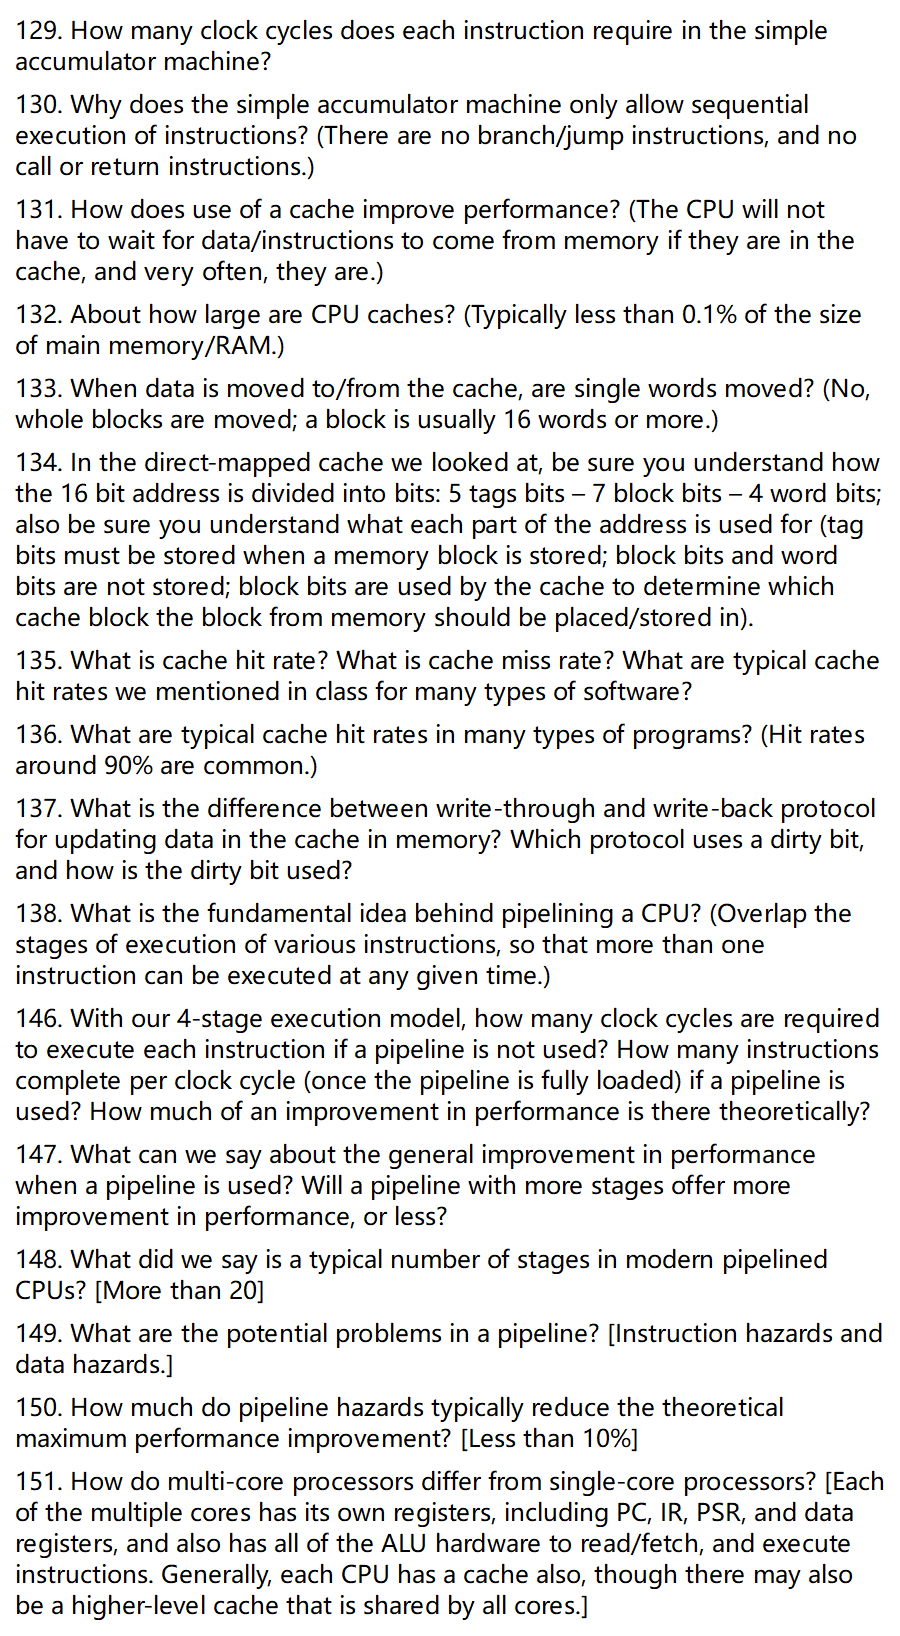 129. How many clock cycles does each instruction require in the simple
accumulator machine?
130. Why does the simple accumulator machine only allow sequential
execution of instructions? (There are no branch/jump instructions, and no
call or return instructions.)
131. How does use of a cache improve performance? (The CPU will not
have to wait for data/instructions to come from memory if they are in the
cache, and very often, they are.)
132. About how large are CPU caches? (Typically less than 0.1% of the size
of main memory/RAM.)
133. When data is moved to/from the cache, are single words moved? (No,
whole blocks are moved; a block is usually 16 words or more.)
134. In the direct-mapped cache we looked at, be sure you understand how
the 16 bit address is divided into bits: 5 tags bits – 7 block bits – 4 word bits;
also be sure you understand what each part of the address is used for (tag
bits must be stored when a memory block is stored; block bits and word
bits are not stored; block bits are used by the cache to determine which
cache block the block from memory should be placed/stored in).
135. What is cache hit rate? What is cache miss rate? What are typical cache
hit rates we mentioned in class for many types of software?
136. What are typical cache hit rates in many types of programs? (Hit rates
around 90% are common.)
137. What is the difference between write-through and write-back protocol
for updating data in the cache in memory? Which protocol uses a dirty bit,
and how is the dirty bit used?
138. What is the fundamental idea behind pipelining a CPU? (Overlap the
stages of execution of various instructions, so that more than one
instruction can be executed at any given time.)
146. With our 4-stage execution model, how many clock cycles are required
to execute each instruction if a pipeline is not used? How many instructions
complete per clock cycle (once the pipeline is fully loaded) if a pipeline is
used? How much of an improvement in performance is there theoretically?
147. What can we say about the general improvement in performance
when a pipeline is used? Will a pipeline with more stages offer more
improvement in performance, or less?
148. What did we say is a typical number of stages in modern pipelined
CPUs? [More than 20]
149. What are the potential problems in a pipeline? [Instruction hazards and
data hazards.]
150. How much do pipeline hazards typically reduce the theoretical
maximum performance improvement? [Less than 10%]
151. How do multi-core processors differ from single-core processors? [Each
of the multiple cores has its own registers, including PC, IR, PSR, and data
registers, and also has all of the ALU hardware to read/fetch, and execute
instructions. Generally, each CPU has a cache also, though there may also
be a higher-level cache that is shared by all cores.]